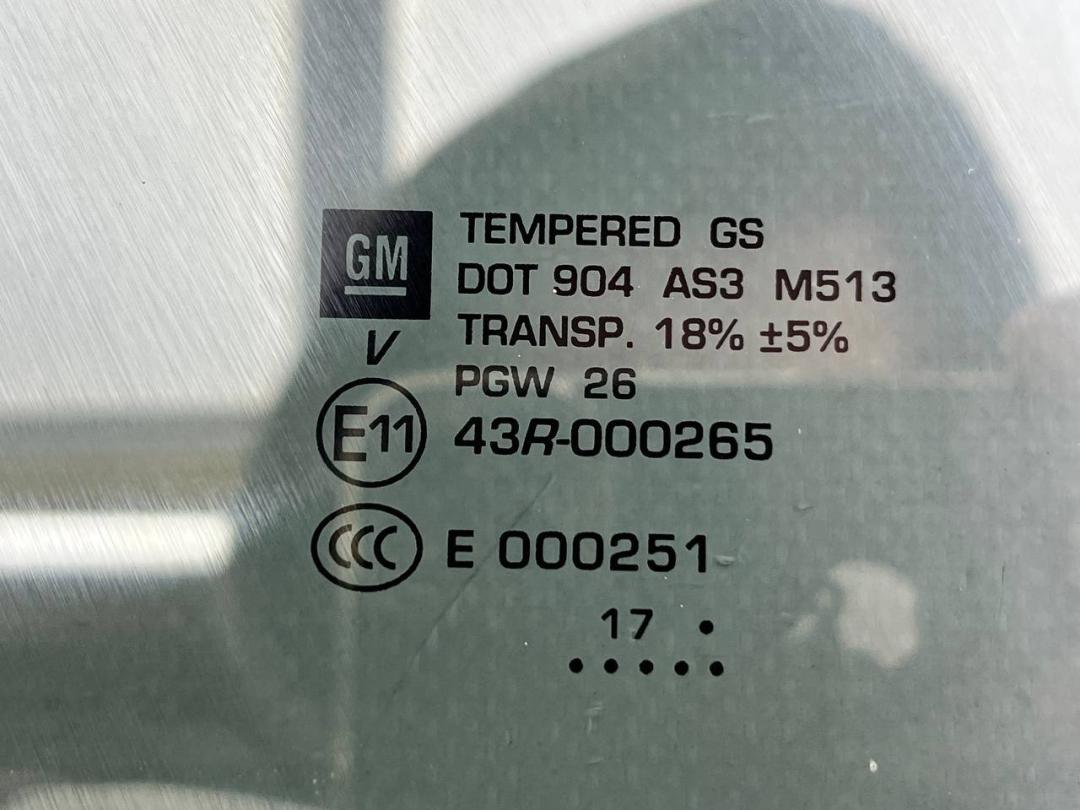 GM TEMPERED GS
DOT 904 AS3 M513
TRANSP. 18% ±5%
V
PGW 26
E11 43R-000265
CCC E 000251
17 •
• • • • •